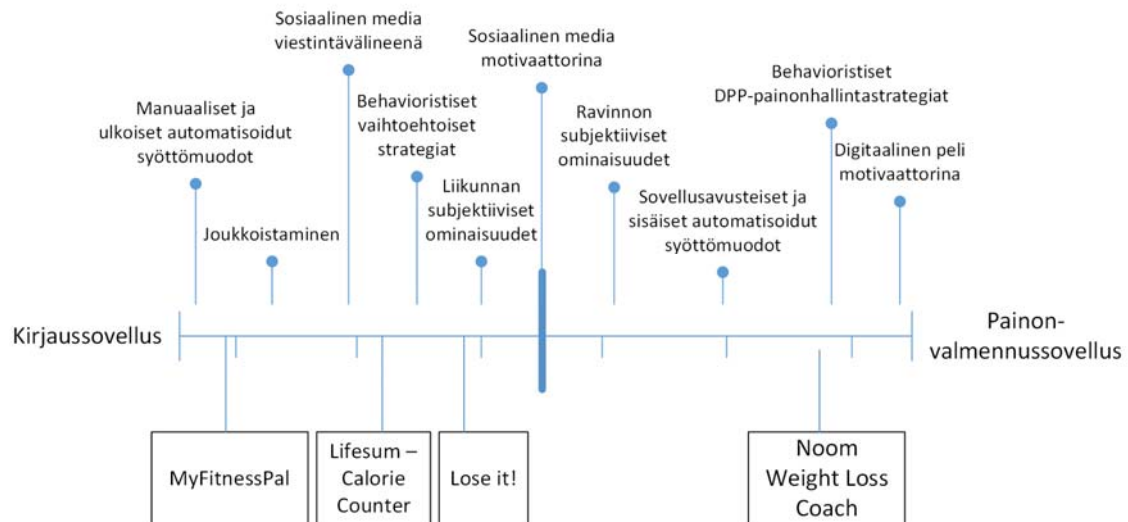 Sosiaalinen media
viestintävälineenä
Sosiaalinen media
motivaattorina
Behavioristiset
DPP-painonhallintastrategiat
Manuaaliset ja
ulkoiset automatisoidut
syöttömuodot
Behavioristiset
vaihtoehtoiset
strategiat
Ravinnon
subjektiiviset
ominaisuudet
Digitaalinen peli
motivaattorina
Joukkoistaminen
Liikunnan
subjektiiviset
ominaisuudet
Sovellusavusteiset ja
sisäiset automatisoidut
syöttömuodot
Kirjaussovellus
Painon-
valmennussovellus
MyFitnessPal
Lifesum –
Calorie
Counter
Lose it!
Noom
Weight Loss
Coach